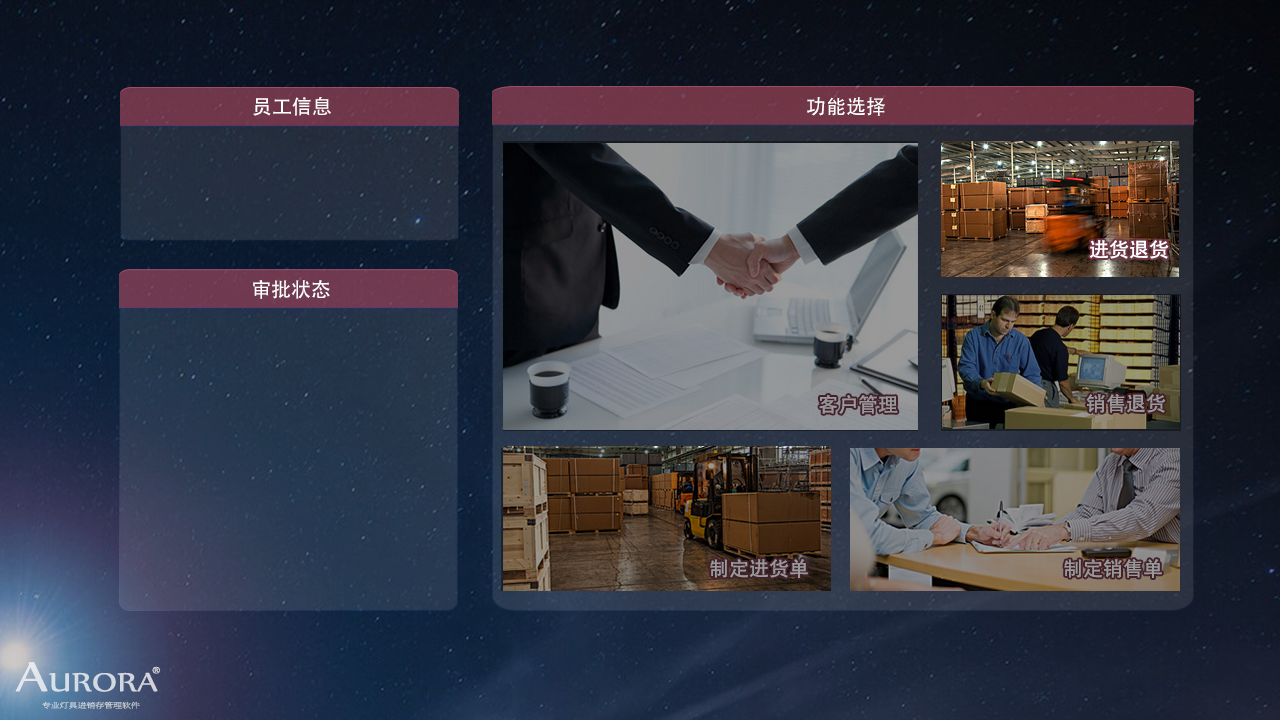 员工信息
功能选择
进货退货
审批状态
客户管理
销售退货
制定进货单
制定销售单
AURORA®
专业灯具进销存管理软件